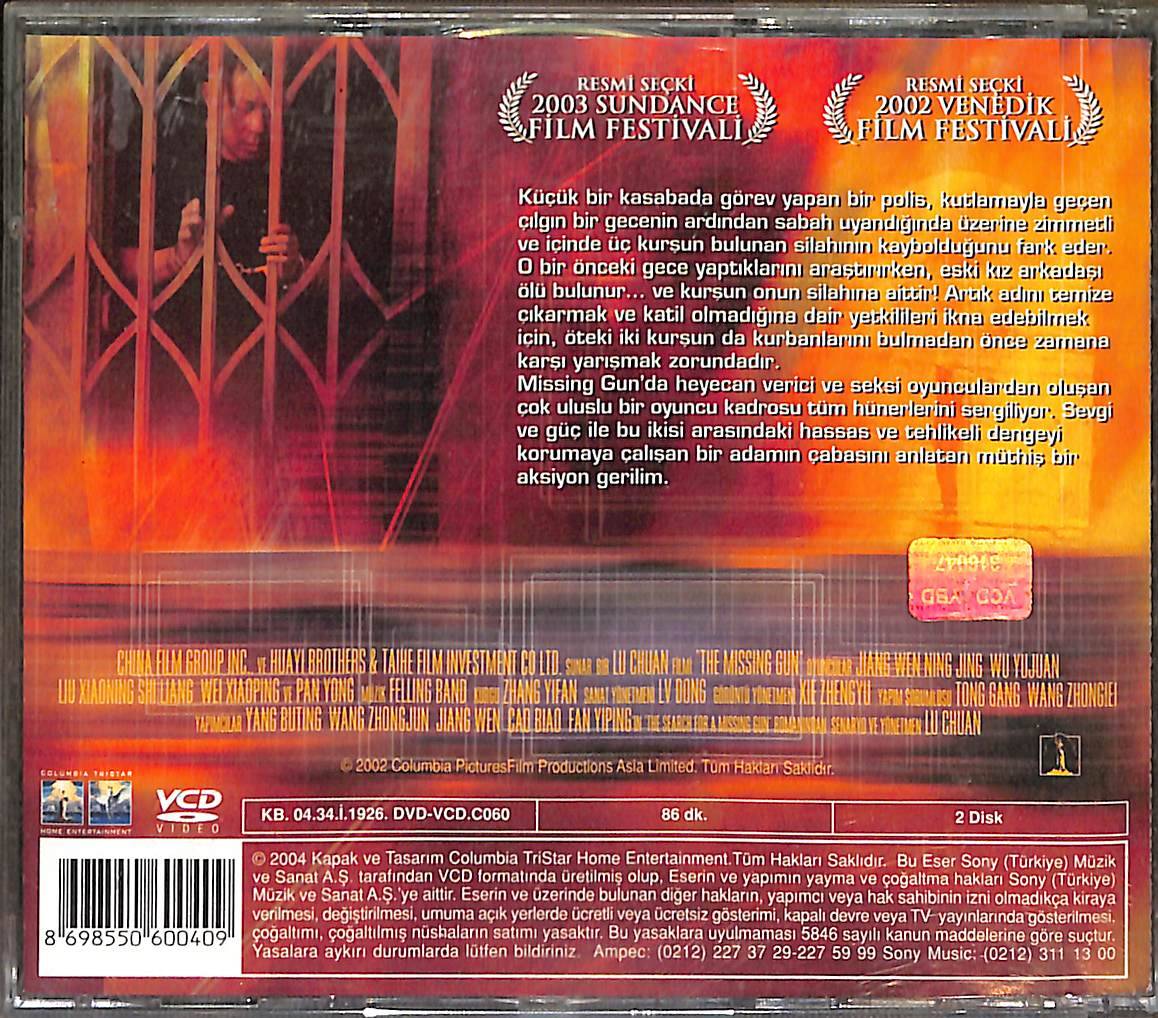 RESMİ SEÇKİ
2003 SUNDANCE
FİLM FESTİVALİ
RESMİ SEÇKİ
2002 VENEDİK
FİLM FESTİVALİ
Küçük bir kasabada görev yapan bir polis, kutlamayla geçen
çılgın bir gecenin ardından sabah uyandığında üzerine zimmetli
ve içinde üç kurşun bulunan silahının kaybolduğunu fark eder.
O bir önceki gece yaptıklarını araştırırken, eski kız arkadaşı
ölü bulunur... ve kurşun onun silahına aittir! Artık adını temize
çıkarmak ve katil olmadığına dair yetkilileri ikna edebilmek
için, öteki iki kurşun da kurbanlarını bulmadan önce zamana
karşı yarışmak zorundadır.
Missing Gun'da heyecan verici ve seksi oyunculardan oluşan
çok uluslu bir oyuncu kadrosu tüm hünerlerini sergiliyor. Sevgi
ve güç ile bu ikisi arasındaki hassas ve tehlikeli dengeyi
korumaya çalışan bir adamın çabasını anlatan müthiş bir
aksiyon gerilim.
316047
VCD YBD
CHINA FILM GROUP INC. VE HUAYI BROTHERS & TAIHE FILM INVESTMENT CO LTD. SUNAR BİR LU CHUAN FİLMİ "THE MISSING GUN" OYUNCULAR JIANG WEN NING JING WU YUJUAN
LIU XIAONING SHI LIANG WEI XIAOPING VE PAN YONG MÜZİK FELLING BAND KURGU ZHANG YIFAN SANAT YÖNETMENİ LV DONG GÖRÜNTÜ YÖNETMENİ XIE ZHENGYU YAPIM SORUMLUSU TONG GANG WANG ZHONGLEI
YAPIMCILAR YANG BUTING WANG ZHONGJUN JIANG WEN CAO BIAO FAN YIPING'IN "THE SEARCH FOR A MISSING GUN" ROMANINDAN SENARYO VE YÖNETMEN LU CHUAN
© 2002 Columbia PicturesFilm Productions Asia Limited. Tüm Hakları Saklıdır.
COLUMBIA TRISTAR
HOME ENTERTAINMENT
VCD
VIDEO
KB. 04.34.İ.1926. DVD-VCD.C060
86 dk.
2 Disk
© 2004 Kapak ve Tasarım Columbia TriStar Home Entertainment.Tüm Hakları Saklıdır. Bu Eser Sony (Türkiye) Müzik
ve Sanat A.Ş. tarafından VCD formatında üretilmiş olup, Eserin ve yapımın yayma ve çoğaltma hakları Sony (Türkiye)
Müzik ve Sanat A.Ş.'ye aittir. Eserin ve üzerinde bulunan diğer hakların, yapımcı veya hak sahibinin izni olmadıkça kiraya
verilmesi, değiştirilmesi, umuma açık yerlerde ücretli veya ücretsiz gösterimi, kapalı devre veya TV yayınlarında gösterilmesi,
çoğaltımı, çoğaltılmış nüshaların satımı yasaktır. Bu yasaklara uyulmaması 5846 sayılı kanun maddelerine göre suçtur.
Yasalara aykırı durumlarda lütfen bildiriniz. Ampec: (0212) 227 37 29-227 59 99 Sony Music: (0212) 311 13 00
8 698550 600409